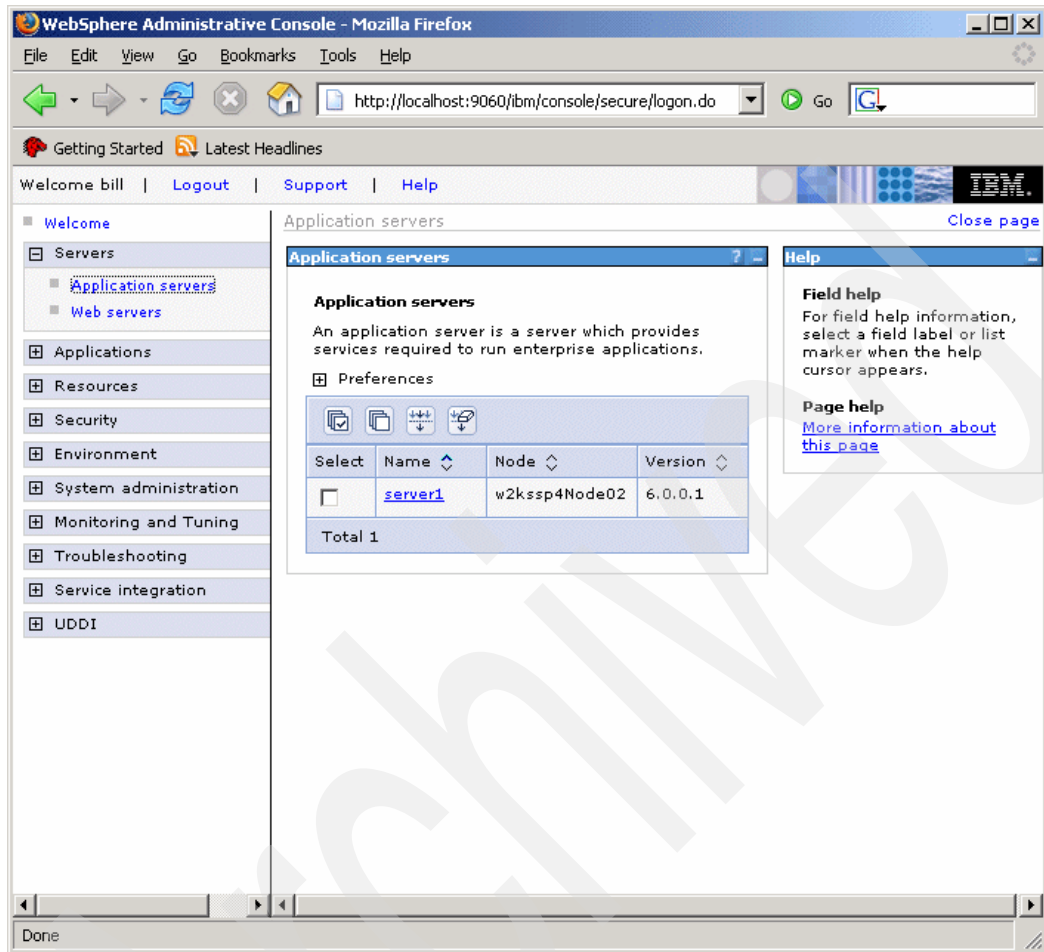 WebSphere Administrative Console - Mozilla Firefox
File Edit View Go Bookmarks Tools Help
http://localhost:9060/ibm/console/secure/logon.do Go G
Getting Started Latest Headlines
Welcome bill | Logout | Support | Help IBM.
Welcome
Application servers Close page
Servers
Application servers
Web servers
Applications
Resources
Security
Environment
System administration
Monitoring and Tuning
Troubleshooting
Service integration
UDDI
Application servers ? -
Application servers
An application server is a server which provides
services required to run enterprise applications.
Preferences
Select Name Node Version
server1 w2kssp4Node02 6.0.0.1
Total 1
Help -
Field help
For field help information,
select a field label or list
marker when the help
cursor appears.
Page help
More information about
this page
Done
Archived